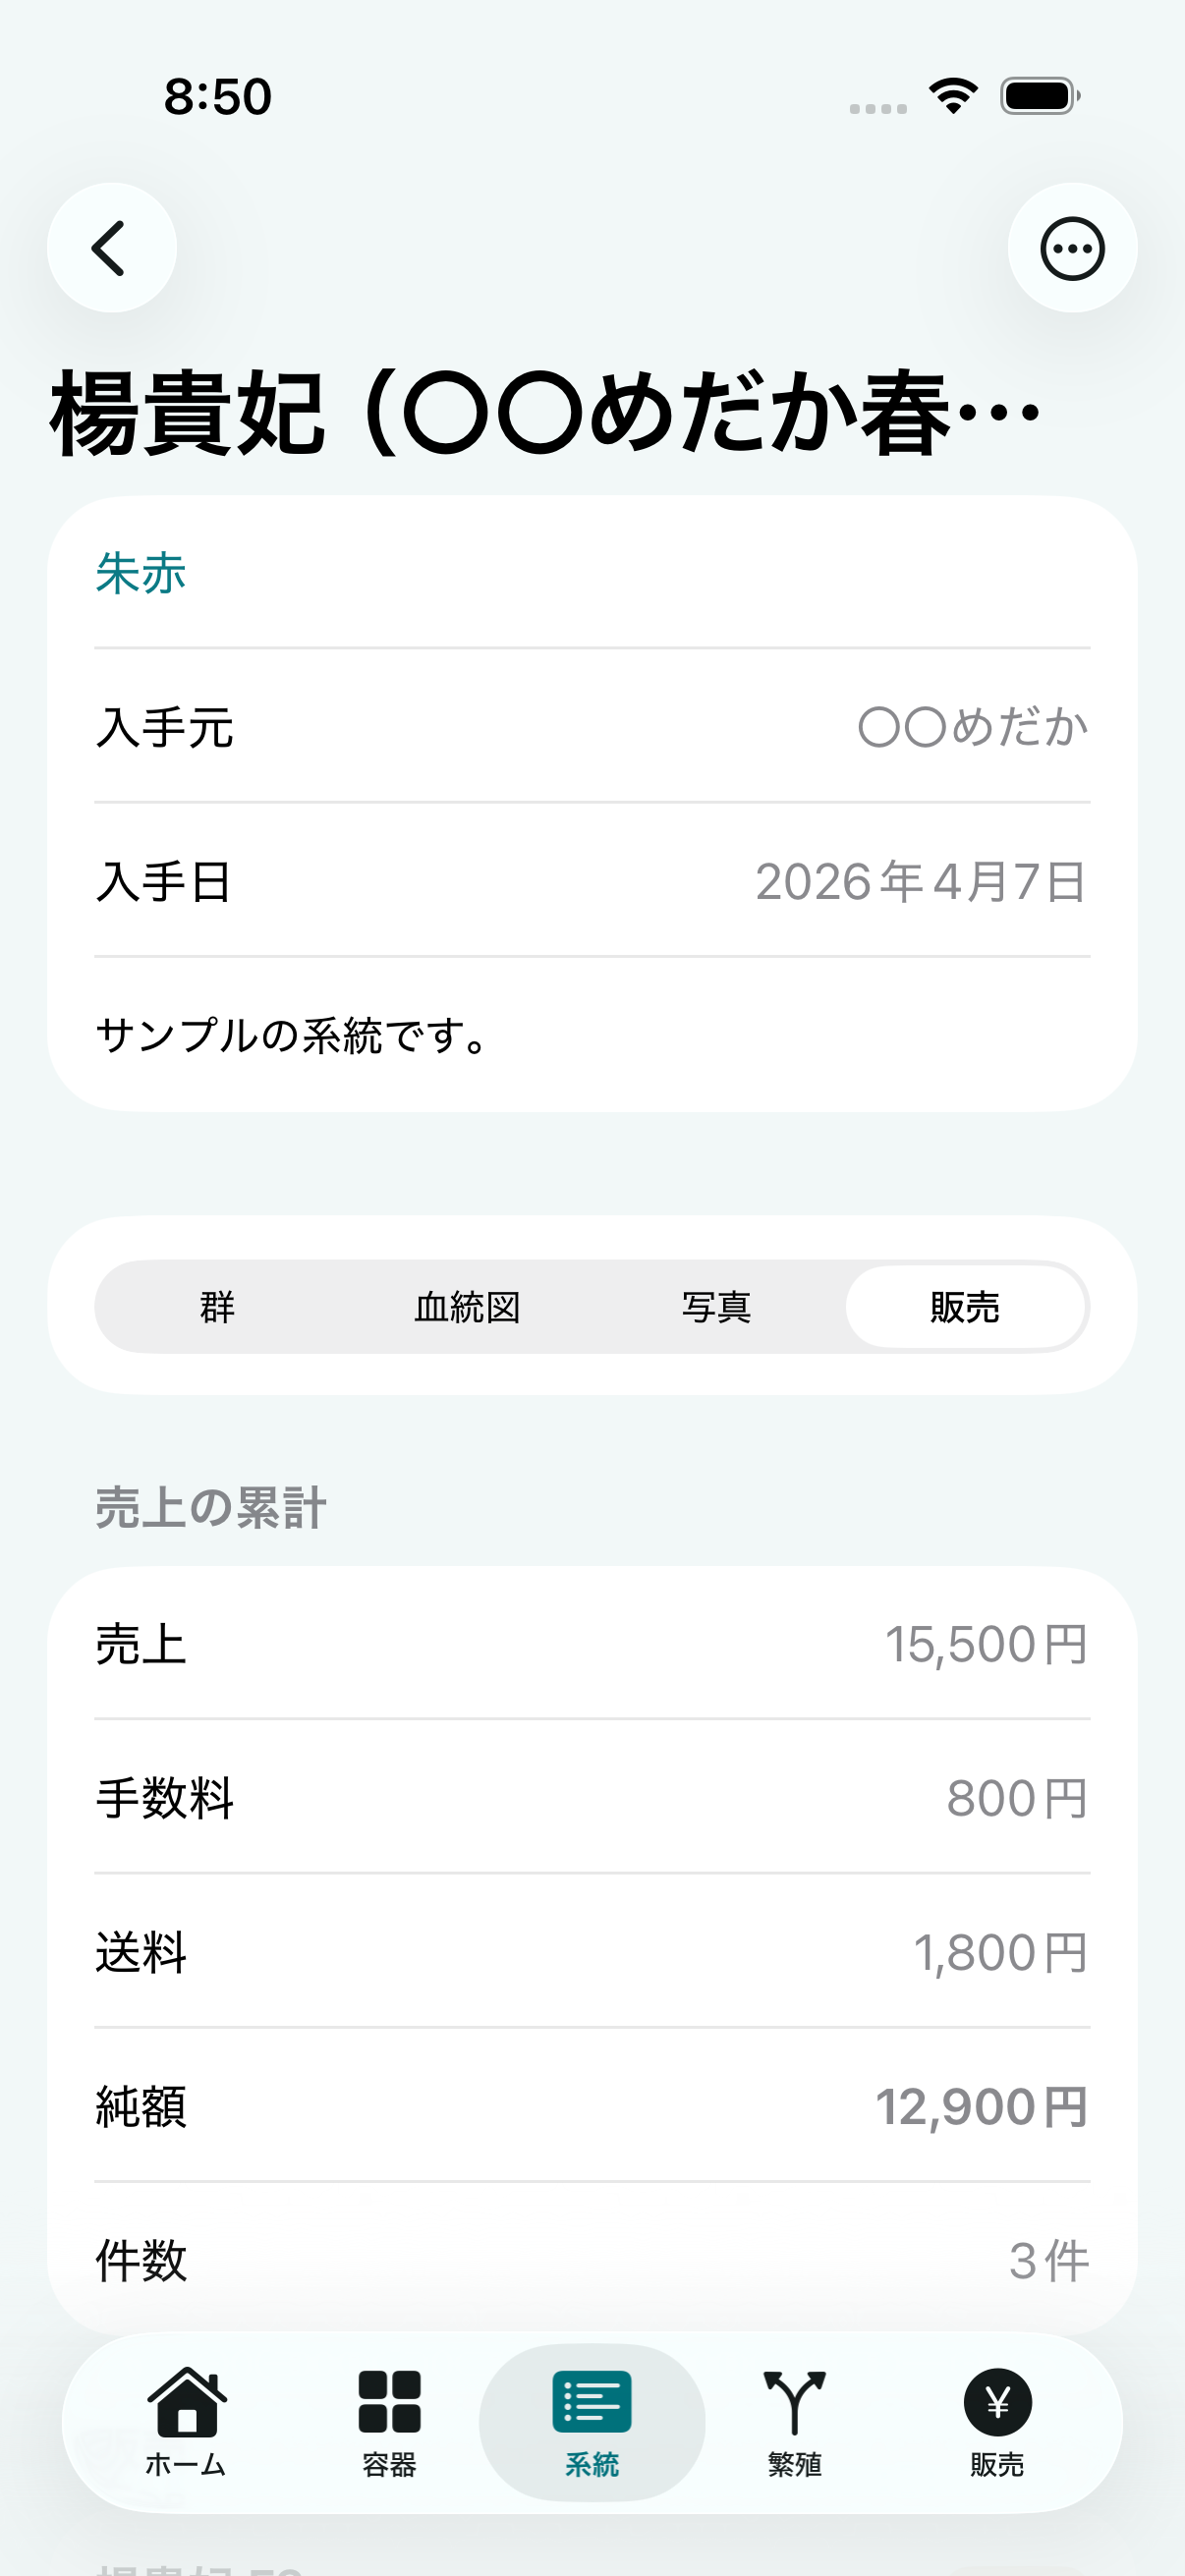 8:50
楊貴妃（〇〇めだか春…
朱赤
入手元 〇〇めだか
入手日 2026年4月7日
サンプルの系統です。
群 血統図 写真 販売
売上の累計
売上 15,500円
手数料 800円
送料 1,800円
純額 12,900円
件数 3件
ホーム 容器 系統 繁殖 販売